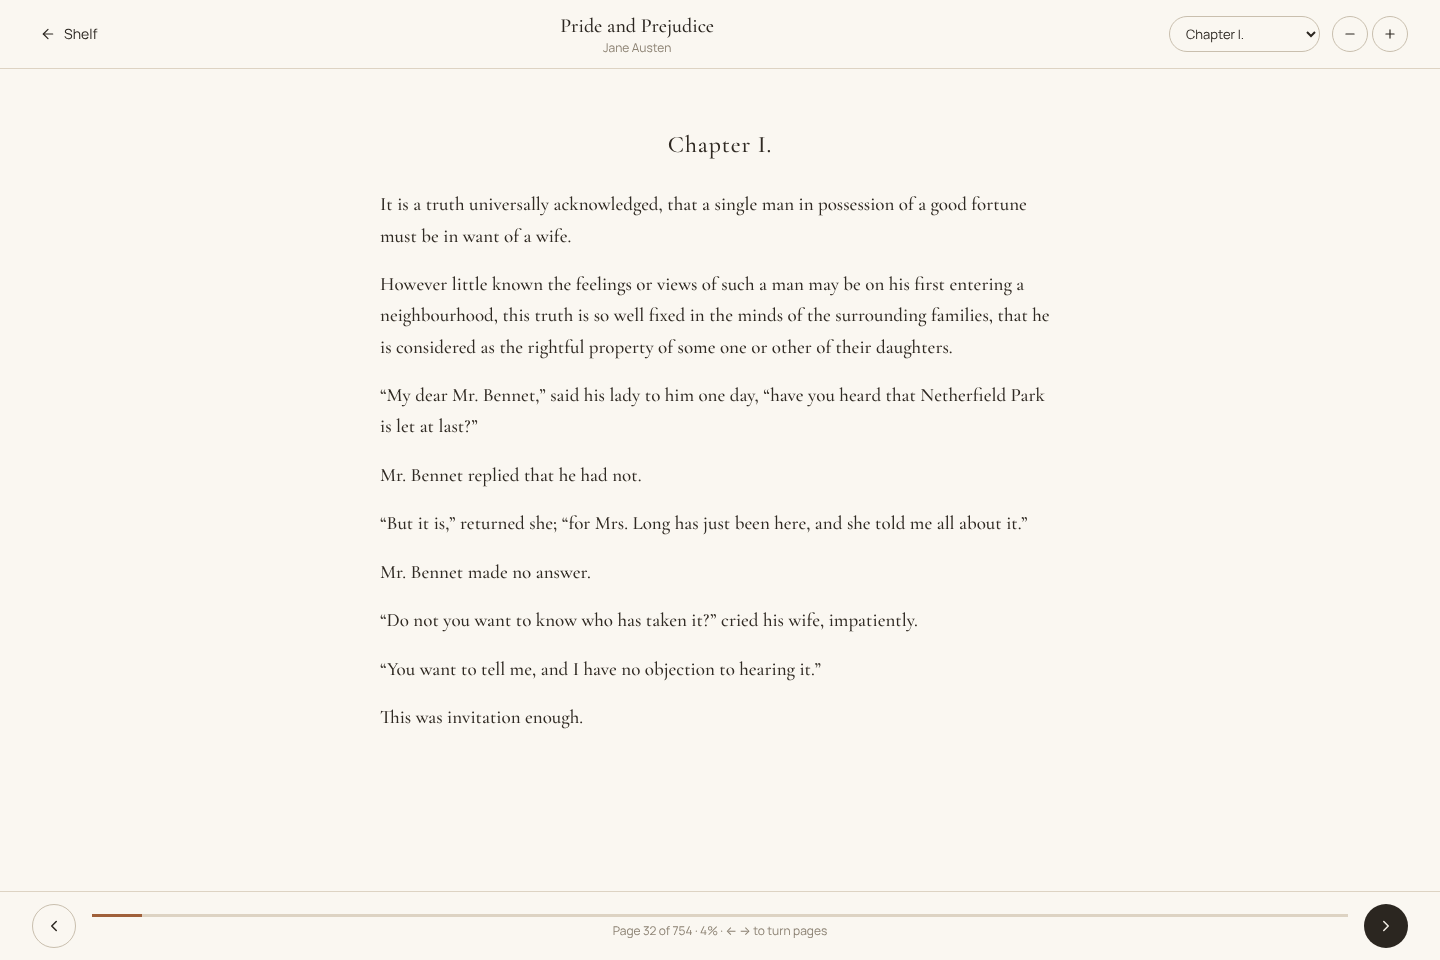 Shelf
Pride and Prejudice
Jane Austen
Chapter I.
Chapter I.
It is a truth universally acknowledged, that a single man in possession of a good fortune
must be in want of a wife.
However little known the feelings or views of such a man may be on his first entering a
neighbourhood, this truth is so well fixed in the minds of the surrounding families, that he
is considered as the rightful property of some one or other of their daughters.
“My dear Mr. Bennet,” said his lady to him one day, “have you heard that Netherfield Park
is let at last?”
Mr. Bennet replied that he had not.
“But it is,” returned she; “for Mrs. Long has just been here, and she told me all about it.”
Mr. Bennet made no answer.
“Do not you want to know who has taken it?” cried his wife, impatiently.
“You want to tell me, and I have no objection to hearing it.”
This was invitation enough.
Page 32 of 754 · 4% · ← → to turn pages